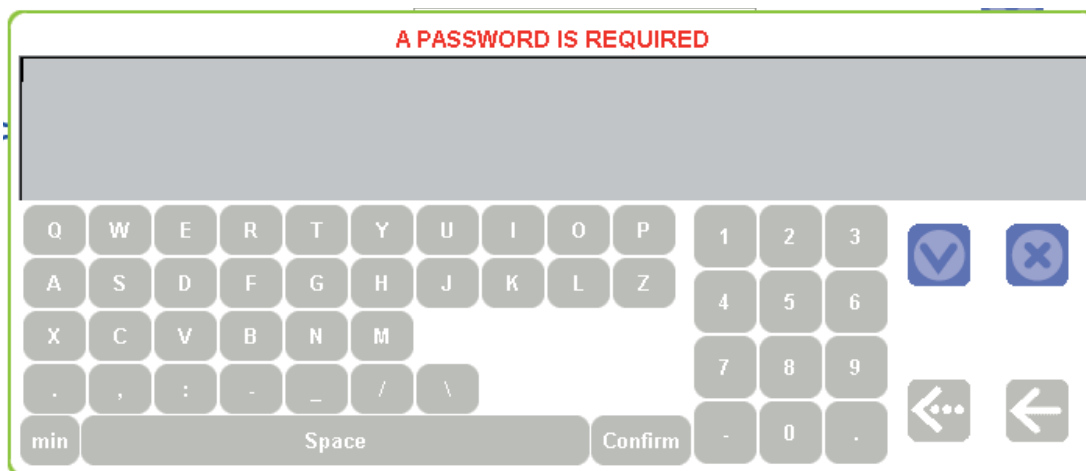 A PASSWORD IS REQUIRED
Q W E R T Y U I O P 1 2 3
A S D F G H J K L Z 4 5 6
X C V B N M
. , : - _ / \ 7 8 9
min Space Confirm - 0 .